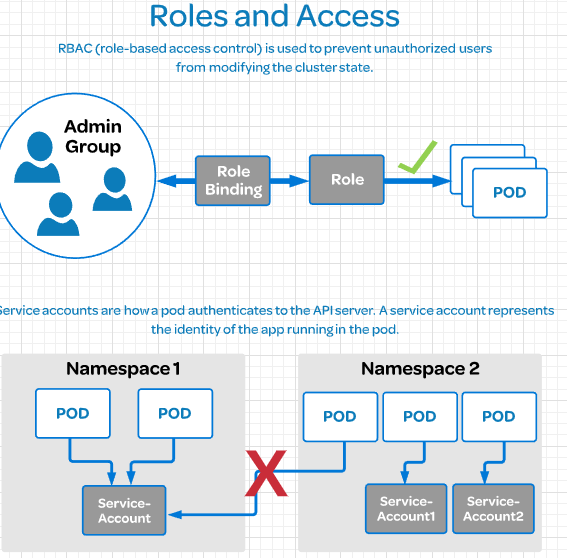 Roles and Access
RBAC (role-based access control) is used to prevent unauthorized users
from modifying the cluster state.
Admin
Group
Role
Binding
Role
POD
Service accounts are how a pod authenticates to the API server. A service account represents
the identity of the app running in the pod.
Namespace 1
Namespace 2
POD
POD
POD
POD
POD
Service-
Account
Service-
Account1
Service-
Account2